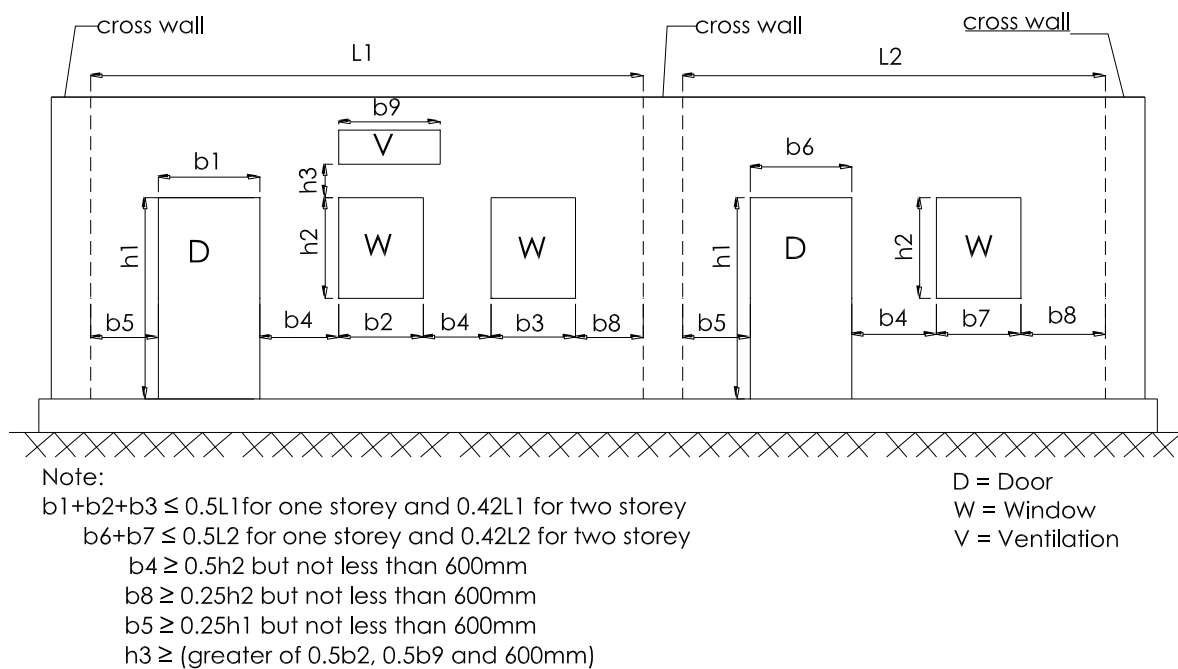 cross wall
cross wall
cross wall
L1
L2
b9
V
b1
b6
h3
h1
D
h2
W
W
h1
D
h2
W
b5
b4
b2
b4
b3
b8
b5
b4
b7
b8
Note:
b1+b2+b3 ≤ 0.5L1for one storey and 0.42L1 for two storey
b6+b7 ≤ 0.5L2 for one storey and 0.42L2 for two storey
b4 ≥ 0.5h2 but not less than 600mm
b8 ≥ 0.25h2 but not less than 600mm
b5 ≥ 0.25h1 but not less than 600mm
h3 ≥ (greater of 0.5b2, 0.5b9 and 600mm)
D = Door
W = Window
V = Ventilation